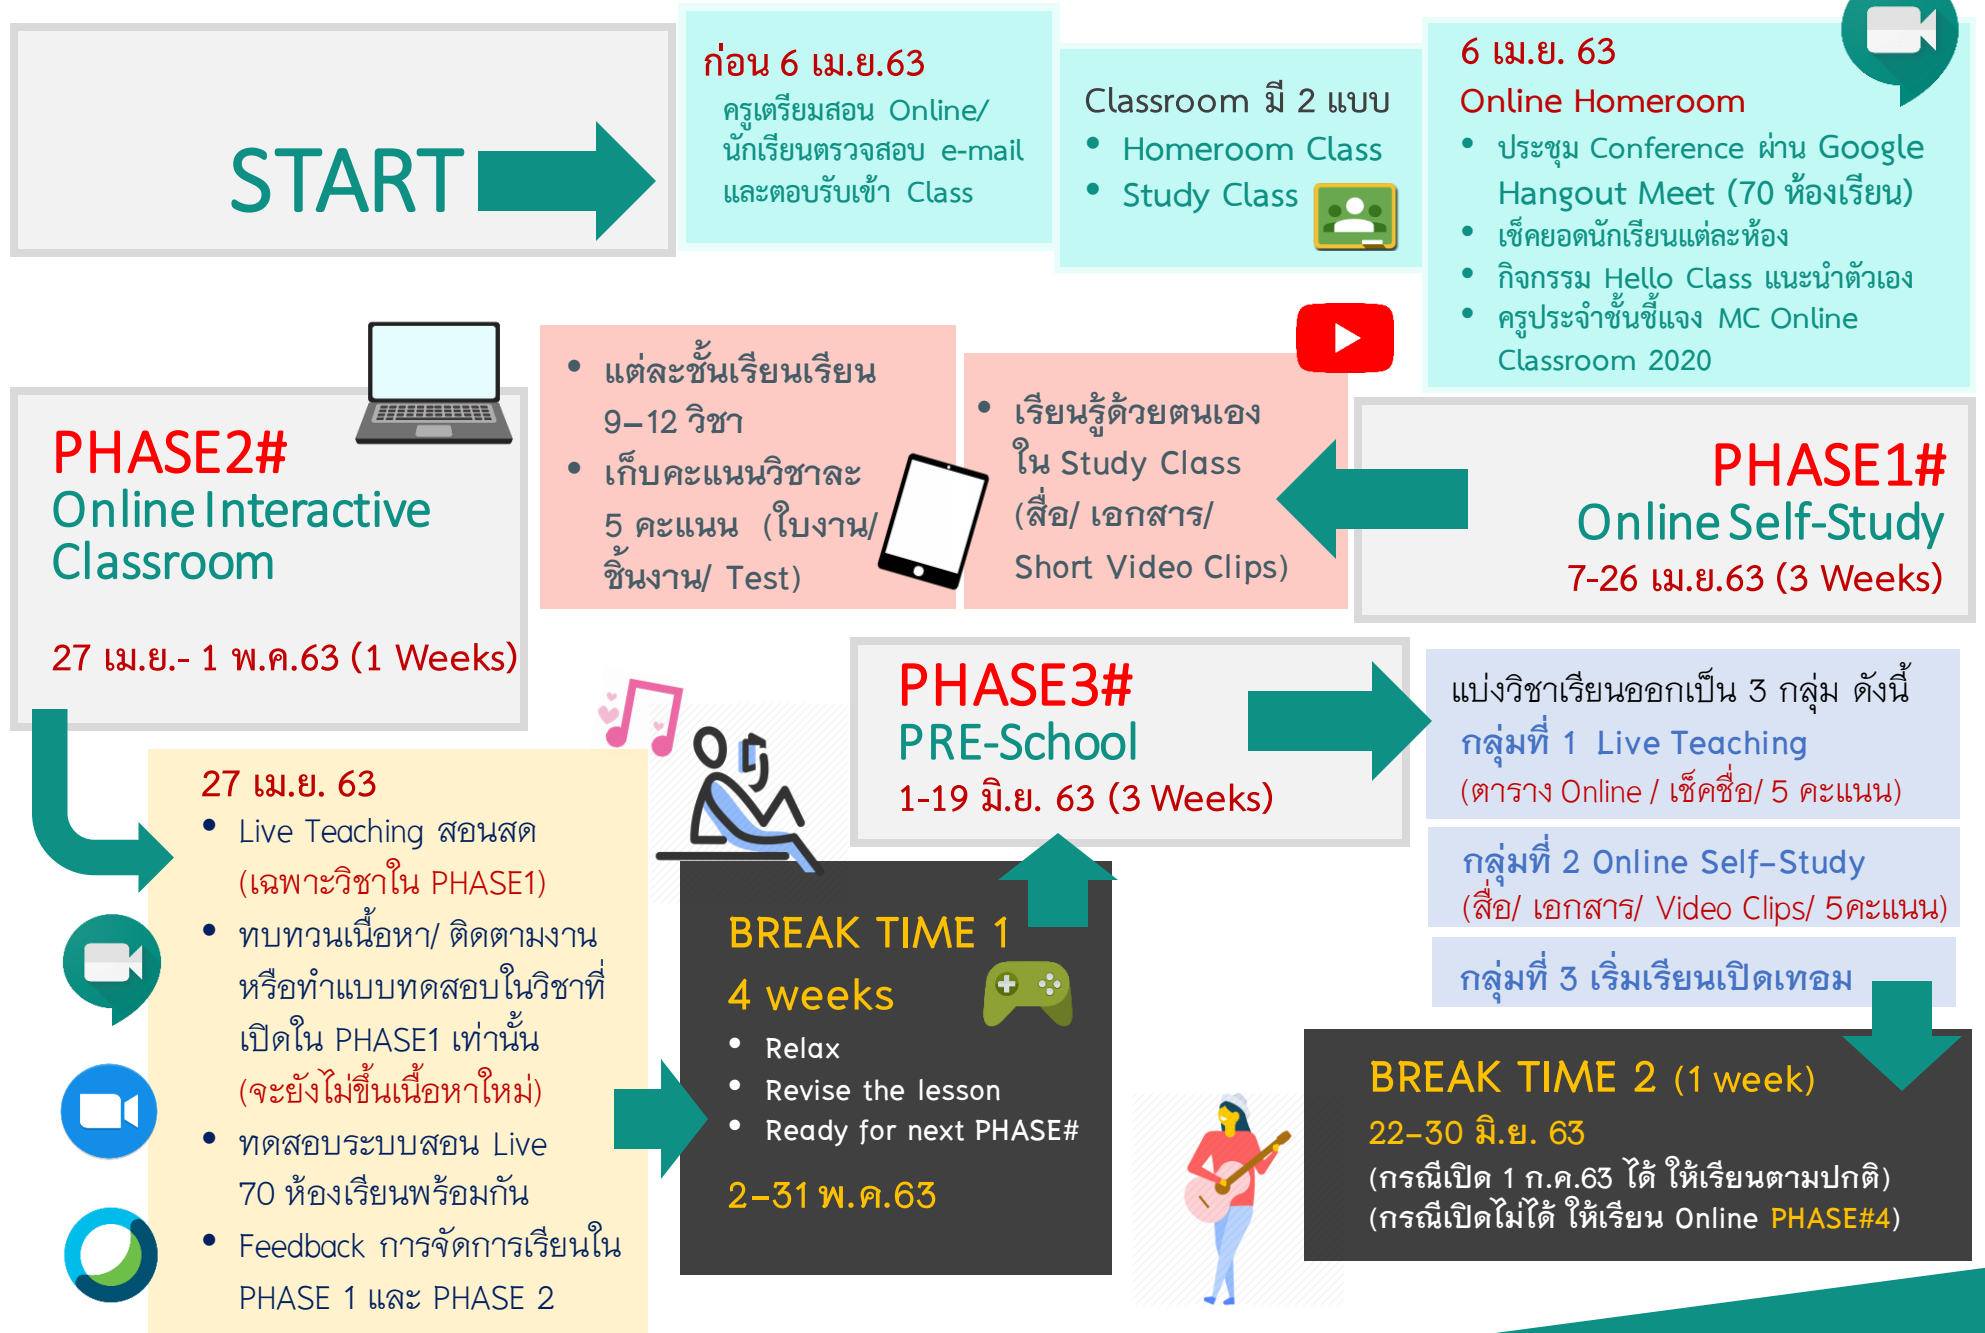 START
ก่อน 6 เม.ย.63
ครูเตรียมสอน Online/
นักเรียนตรวจสอบ e-mail
และตอบรับเข้า Class
Classroom มี 2 แบบ
• Homeroom Class
• Study Class
6 เม.ย. 63
Online Homeroom
• ประชุม Conference ผ่าน Google
Hangout Meet (70 ห้องเรียน)
• เช็คยอดนักเรียนแต่ละห้อง
• กิจกรรม Hello Class แนะนำตัวเอง
• ครูประจำชั้นชี้แจง MC Online
Classroom 2020
PHASE1#
Online Self-Study
7-26 เม.ย.63 (3 Weeks)
• เรียนรู้ด้วยตนเอง
ใน Study Class
(สื่อ/ เอกสาร/
Short Video Clips)
• แต่ละชั้นเรียนเรียน
9–12 วิชา
• เก็บคะแนนวิชาละ
5 คะแนน (ใบงาน/
ชิ้นงาน/ Test)
PHASE2#
Online Interactive
Classroom
27 เม.ย.- 1 พ.ค.63 (1 Weeks)
27 เม.ย. 63
• Live Teaching สอนสด
(เฉพาะวิชาใน PHASE1)
• ทบทวนเนื้อหา/ ติดตามงาน
หรือทำแบบทดสอบในวิชาที่
เปิดใน PHASE1 เท่านั้น
(จะยังไม่ขึ้นเนื้อหาใหม่)
• ทดสอบระบบสอน Live
70 ห้องเรียนพร้อมกัน
• Feedback การจัดการเรียนใน
PHASE 1 และ PHASE 2
BREAK TIME 1
4 weeks
• Relax
• Revise the lesson
• Ready for next PHASE#
2–31 พ.ค.63
PHASE3#
PRE-School
1-19 มิ.ย. 63 (3 Weeks)
แบ่งวิชาเรียนออกเป็น 3 กลุ่ม ดังนี้
กลุ่มที่ 1 Live Teaching
(ตาราง Online / เช็คชื่อ/ 5 คะแนน)
กลุ่มที่ 2 Online Self–Study
(สื่อ/ เอกสาร/ Video Clips/ 5คะแนน)
กลุ่มที่ 3 เริ่มเรียนเปิดเทอม
BREAK TIME 2 (1 week)
22–30 มิ.ย. 63
(กรณีเปิด 1 ก.ค.63 ได้ ให้เรียนตามปกติ)
(กรณีเปิดไม่ได้ ให้เรียน Online PHASE#4)